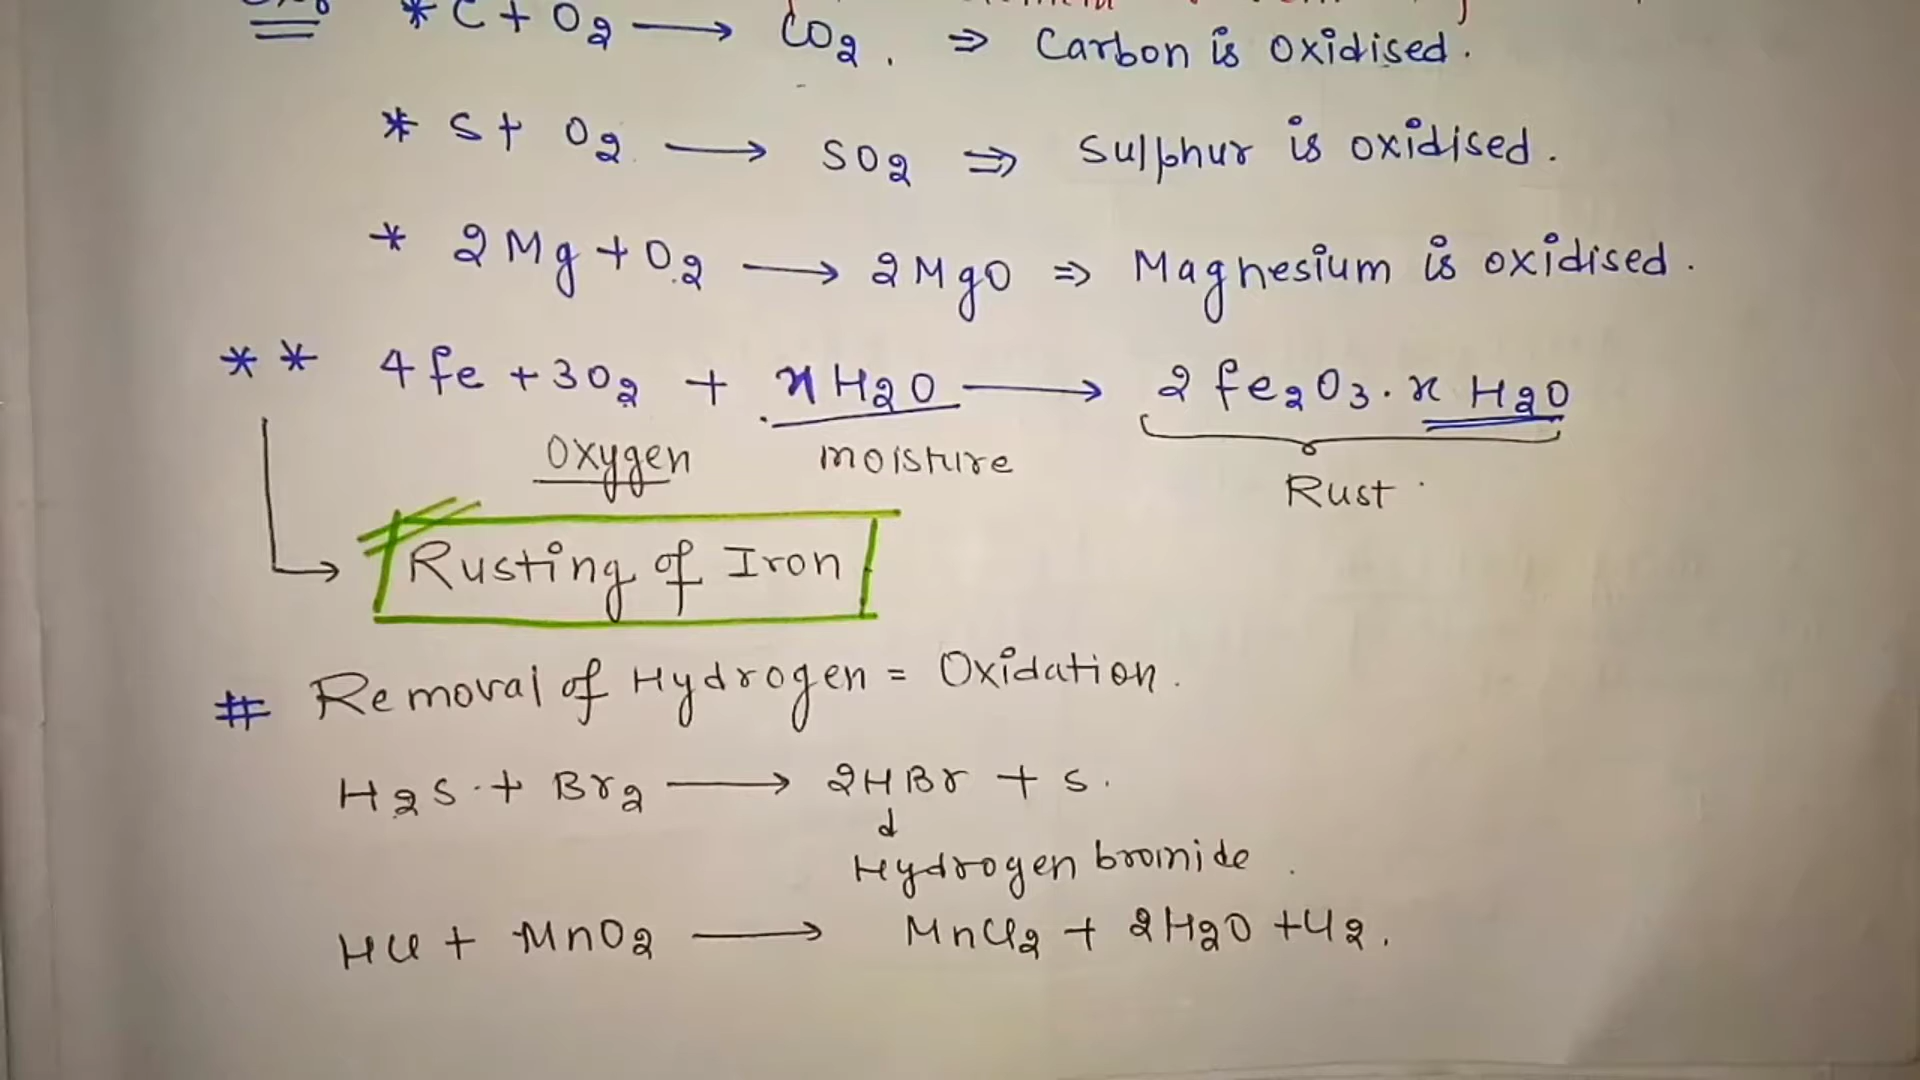 * C + O2 ⟶ CO2. ⇒ Carbon is oxidised.
* S + O2 ⟶ SO2 ⇒ Sulphur is oxidised.
* 2Mg + O2 ⟶ 2MgO ⇒ Magnesium is oxidised.
** 4fe + 3O2 + xH2O ⟶ 2fe2O3.xH2O
Oxygen moisture Rust
Rusting of Iron
# Removal of Hydrogen = Oxidation.
H2S + Br2 ⟶ 2HBr + S.
Hydrogen bromide.
HCl + MnO2 ⟶ MnCl2 + 2H2O + Cl2.